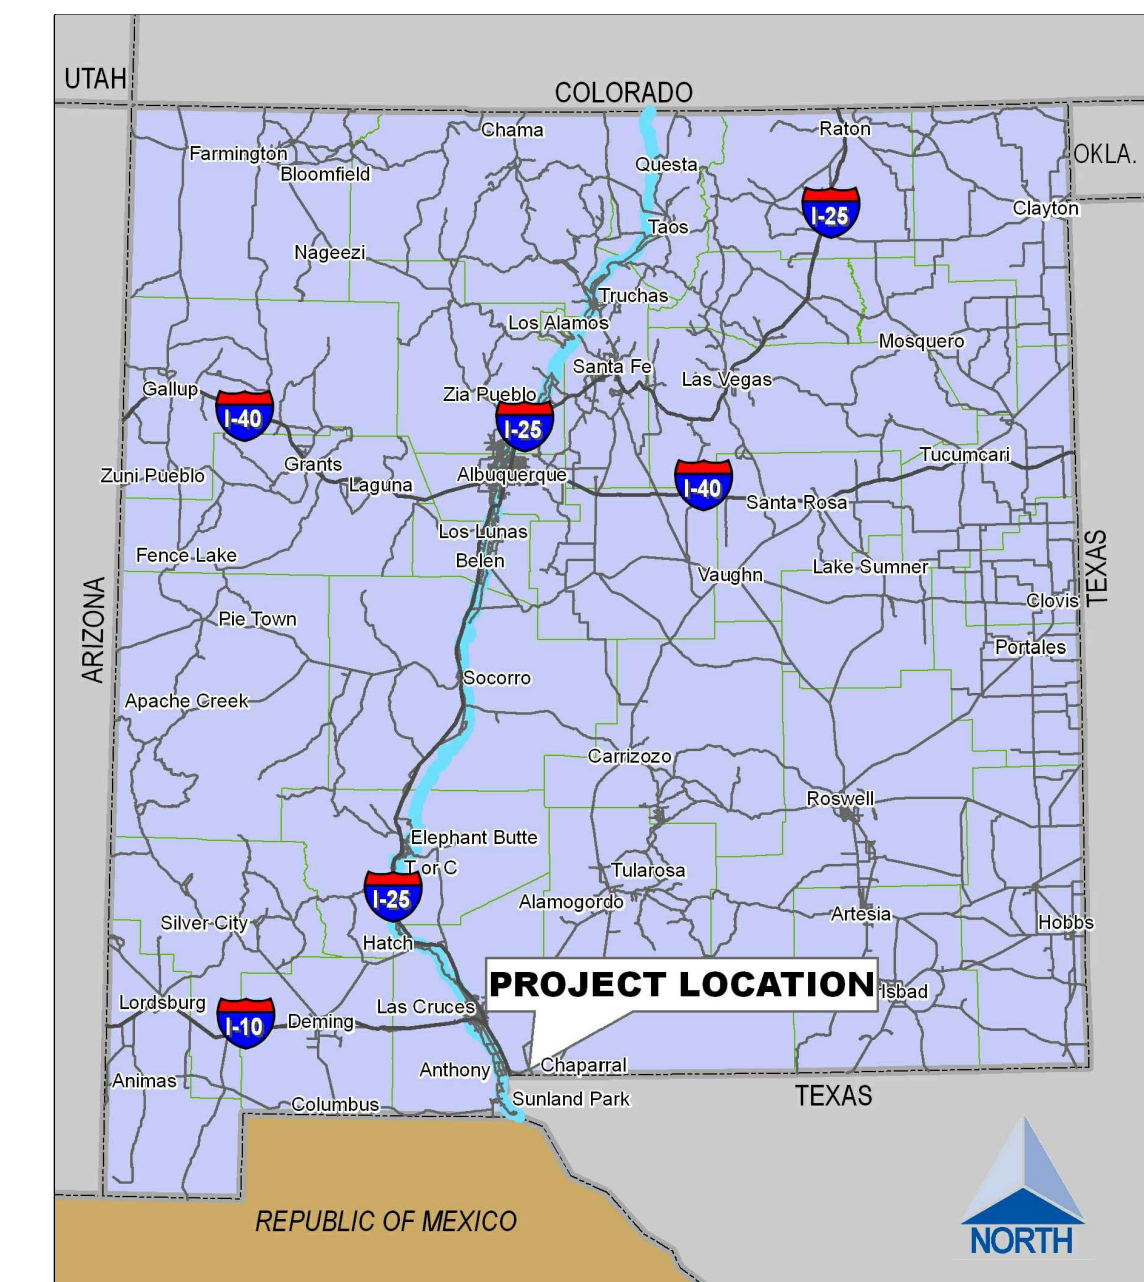 UTAH
COLORADO
OKLA.
Chama
Raton
Farmington
Bloomfield
Questa
I-25
Clayton
Taos
Nageezi
Truchas
Los Alamos
Mosquero
Santa Fe
Las Vegas
Gallup
Zia Pueblo
I-40
I-25
Tucumcari
Grants
Zuni Pueblo
Albuquerque
Laguna
I-40
Santa Rosa
Los Lunas
Fence Lake
Belen
Lake Sumner
Vaughn
TEXAS
Clovis
ARIZONA
Pie Town
Portales
Socorro
Apache Creek
Carrizozo
Roswell
Elephant Butte
T or C
Tularosa
I-25
Alamogordo
Artesia
Silver City
Hobbs
Hatch
PROJECT LOCATION
lsbad
Lordsburg
Las Cruces
I-10
Deming
Chaparral
Anthony
Animas
TEXAS
Columbus
Sunland Park
REPUBLIC OF MEXICO
NORTH